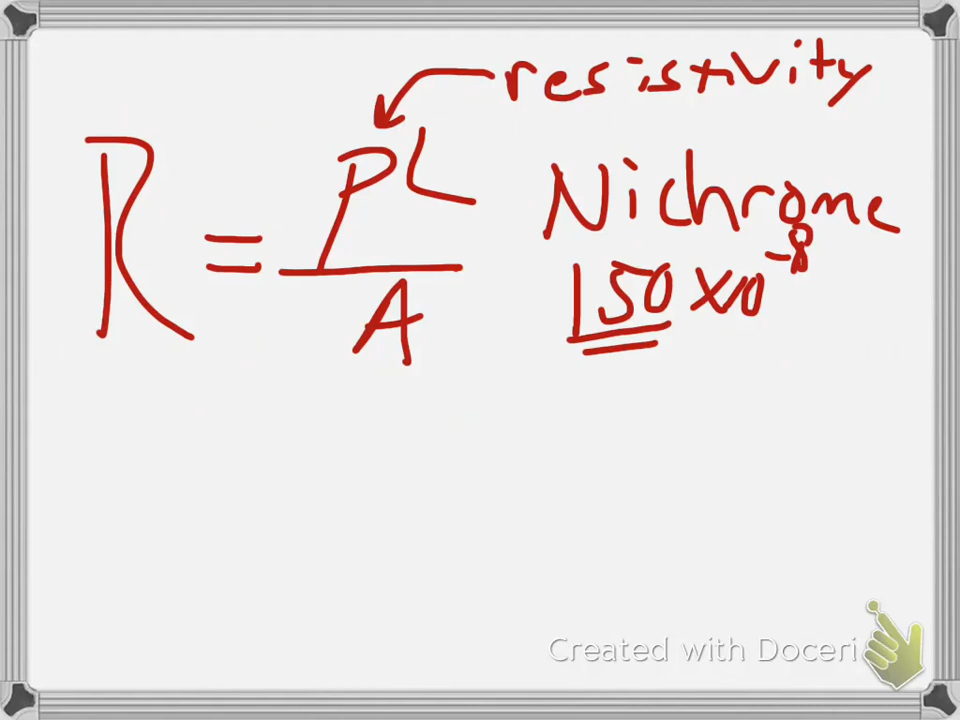 resistivity
R = ρL / A
Nichrome
150 x10^-8
Created with Doceri